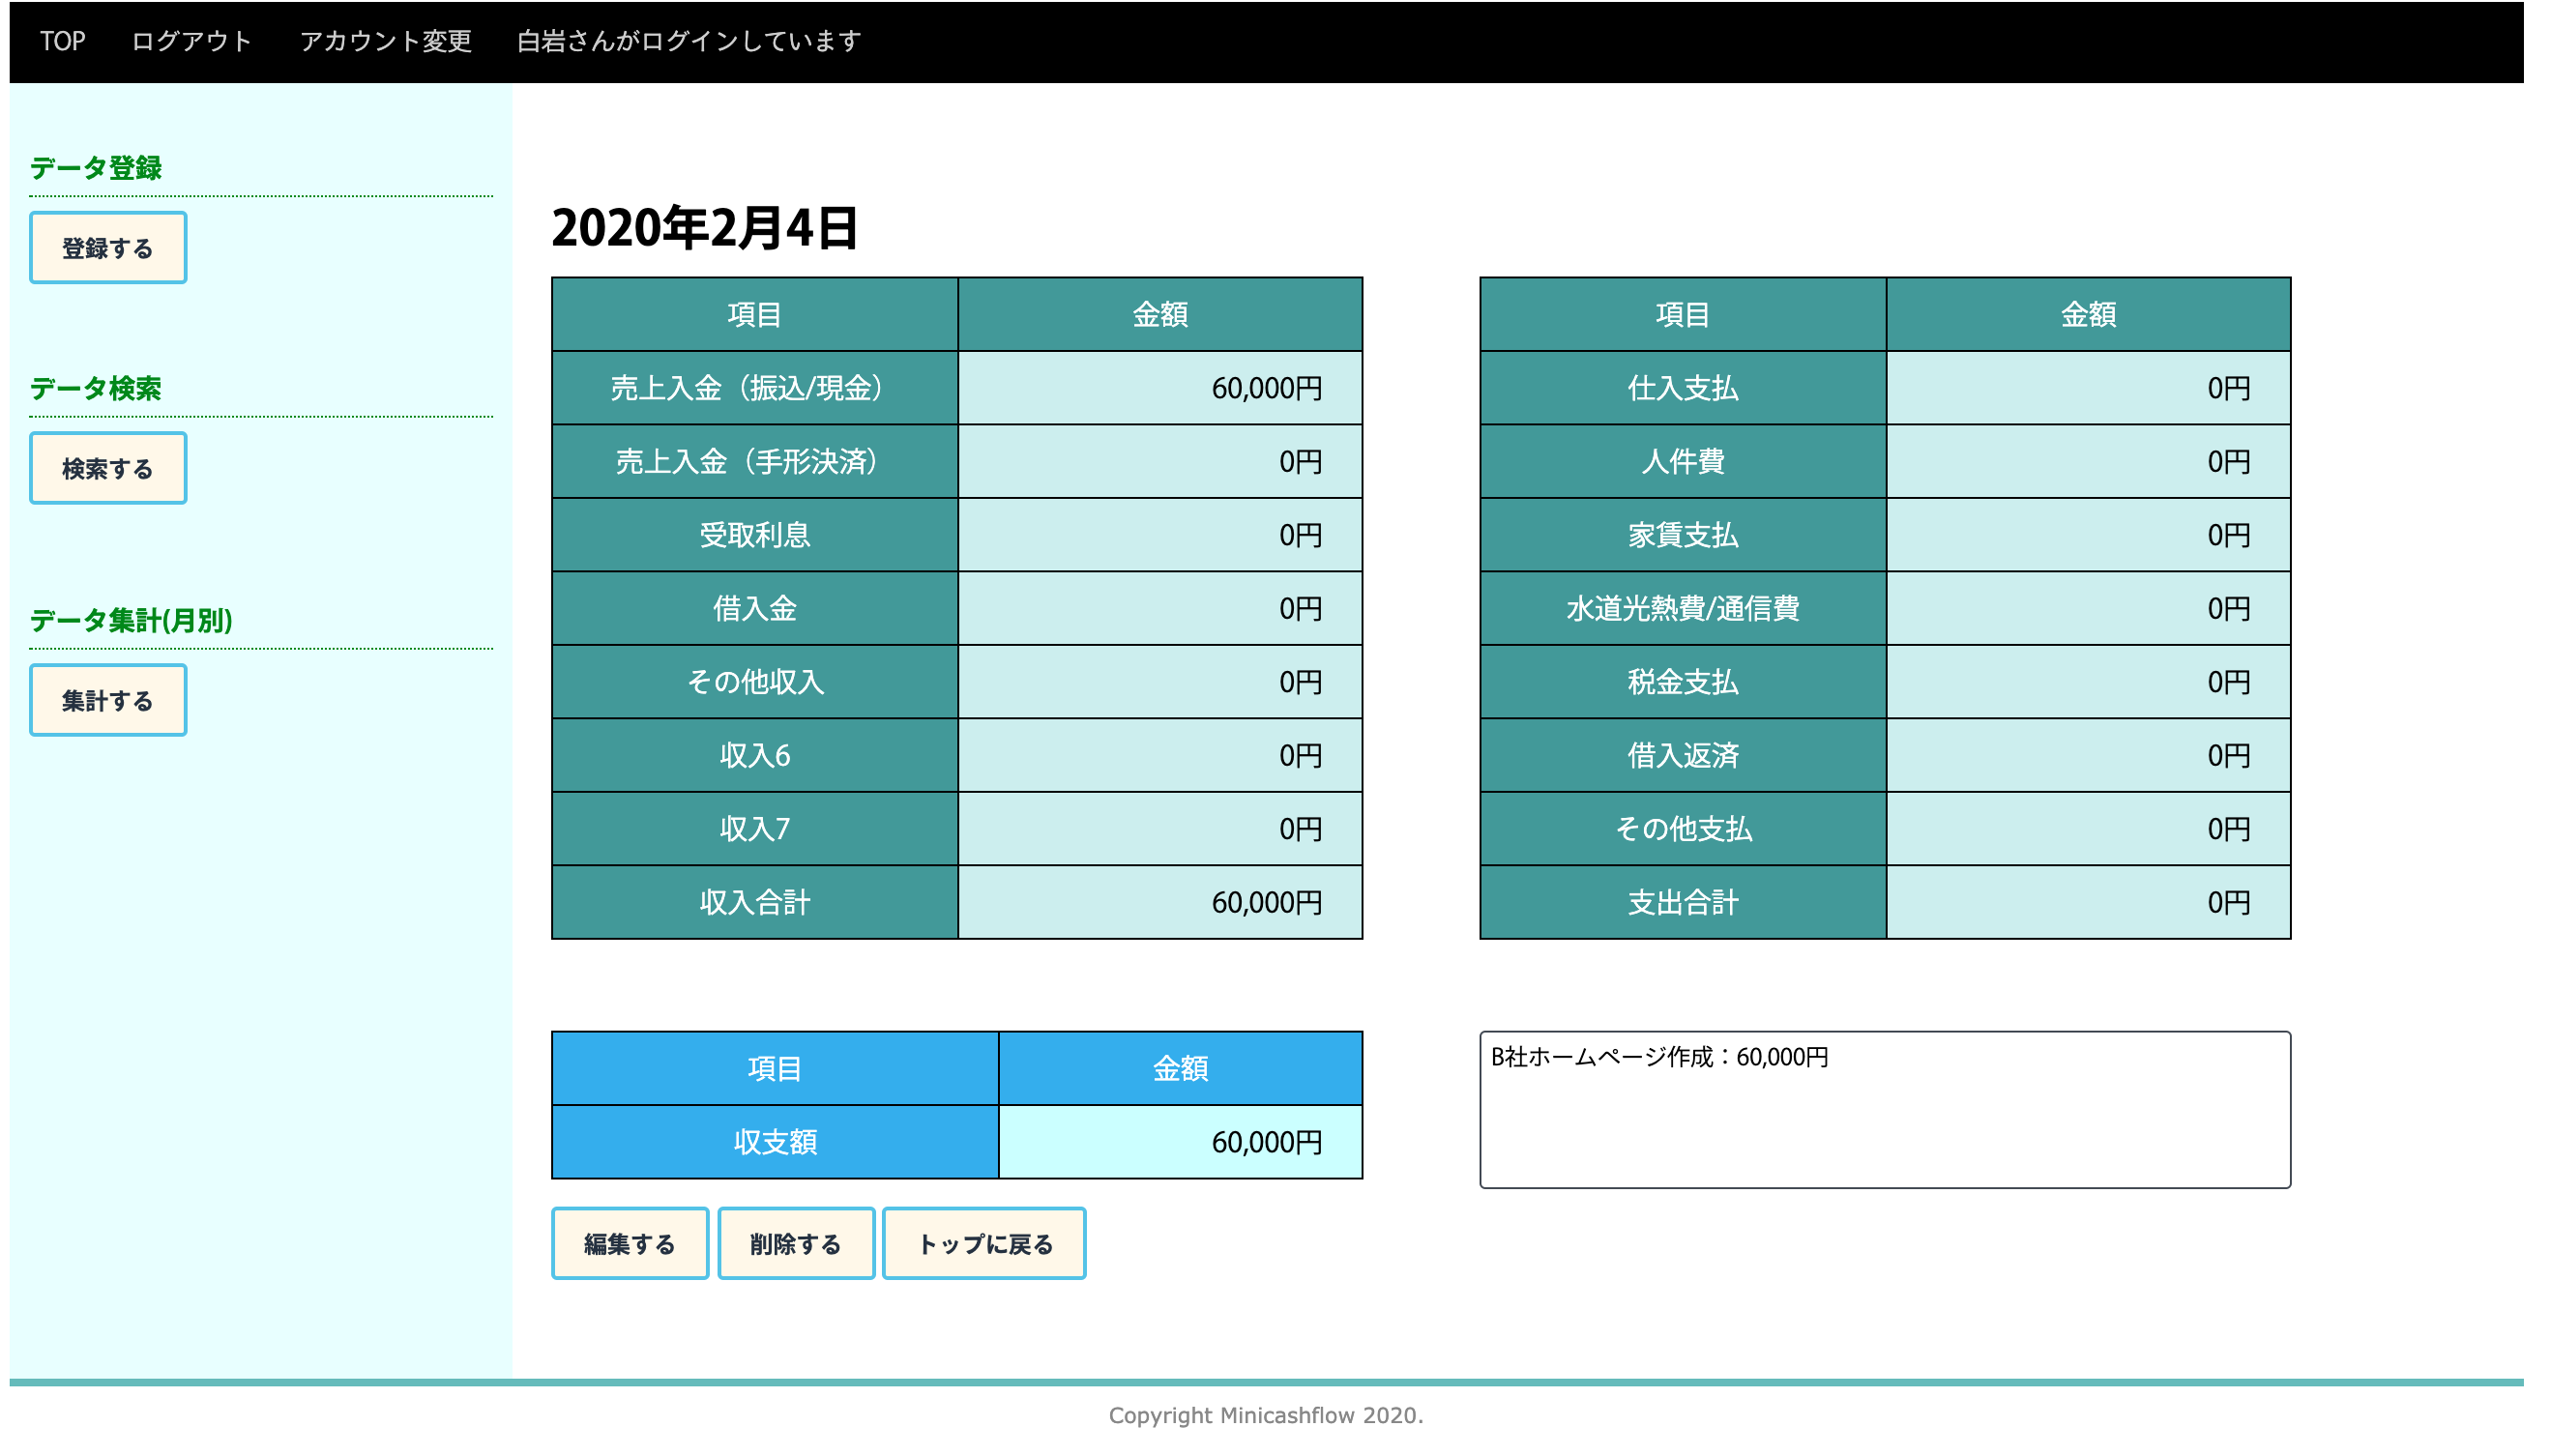 TOP ログアウト アカウント変更 白岩さんがログインしています
データ登録
登録する
データ検索
検索する
データ集計(月別)
集計する
2020年2月4日
項目 金額
売上入金（振込/現金） 60,000円
売上入金（手形決済） 0円
受取利息 0円
借入金 0円
その他収入 0円
収入6 0円
収入7 0円
収入合計 60,000円
項目 金額
仕入支払 0円
人件費 0円
家賃支払 0円
水道光熱費/通信費 0円
税金支払 0円
借入返済 0円
その他支払 0円
支出合計 0円
項目 金額
収支額 60,000円
B社ホームページ作成：60,000円
編集する 削除する トップに戻る
Copyright Minicashflow 2020.